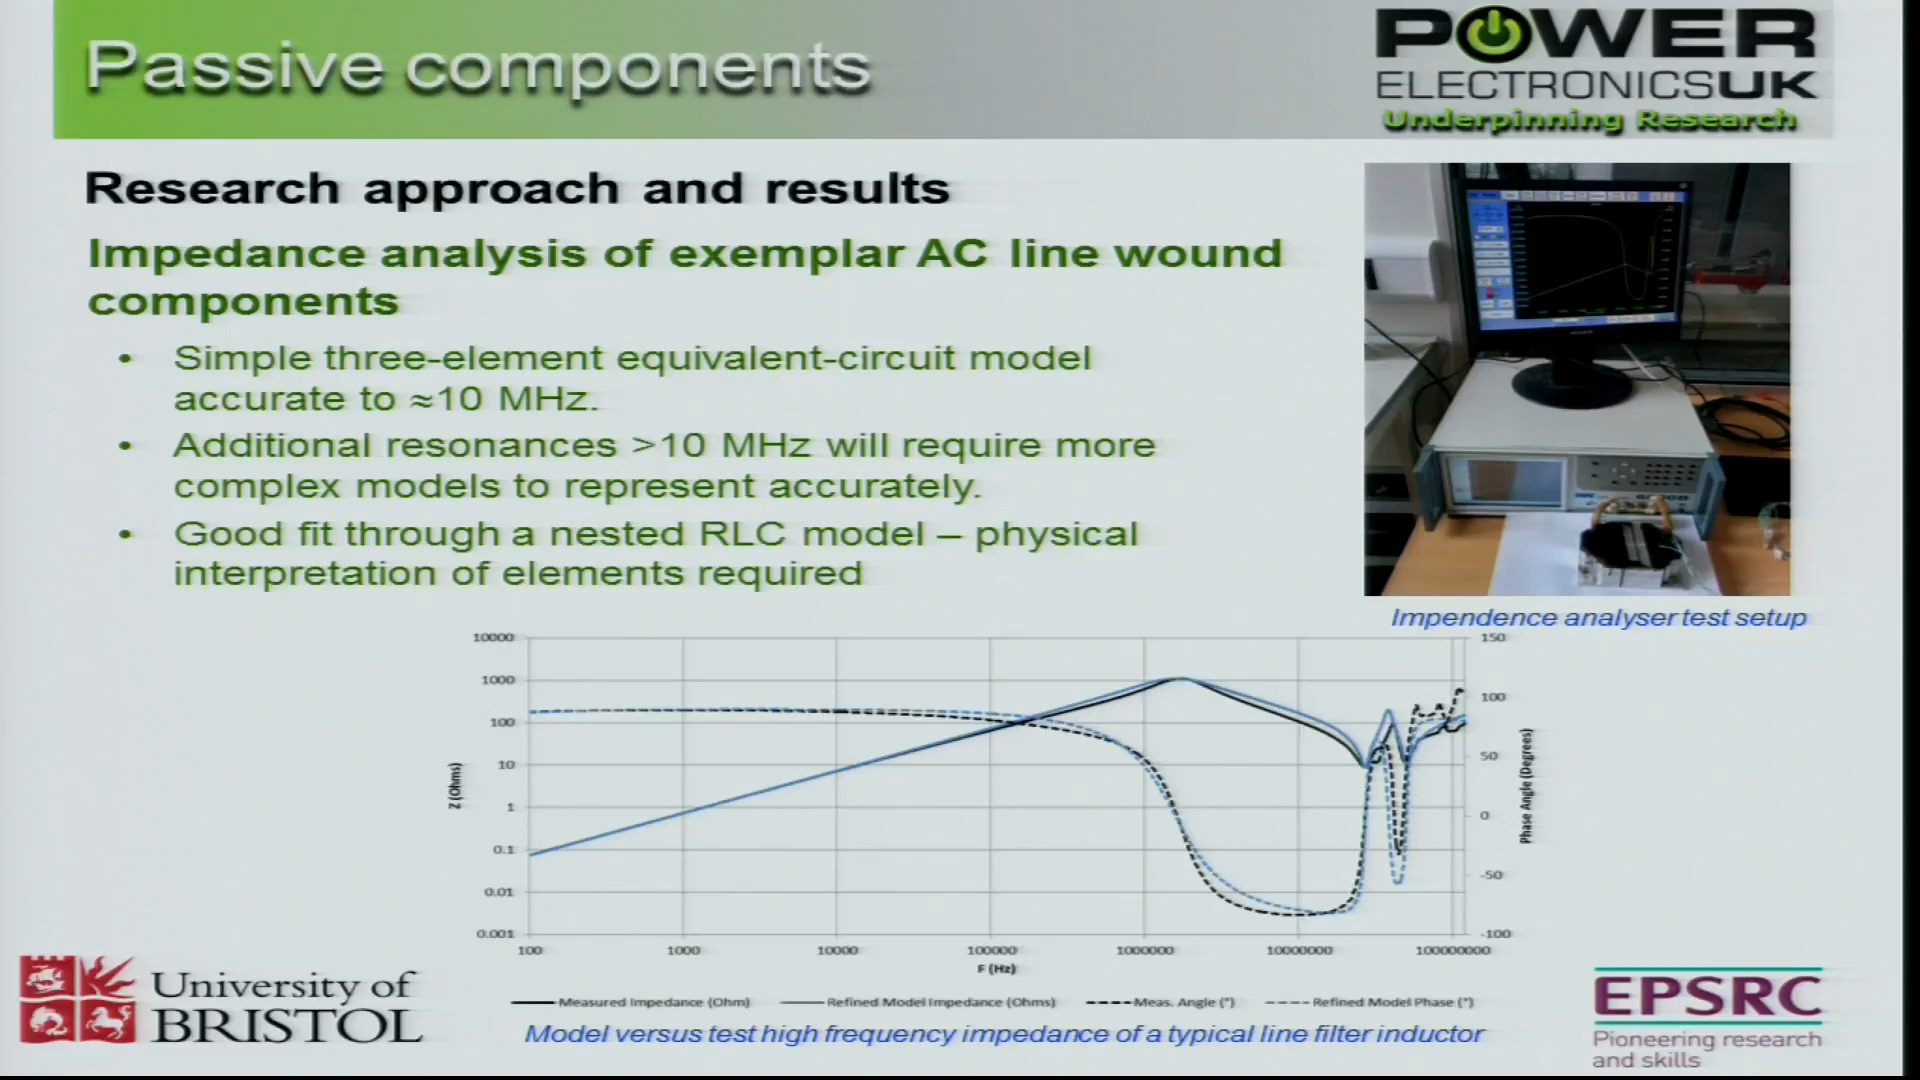 Passive components
POWER
ELECTRONICSUK
Underpinning Research
Research approach and results
Impedance analysis of exemplar AC line wound
components
• Simple three-element equivalent-circuit model
accurate to ≈10 MHz.
• Additional resonances >10 MHz will require more
complex models to represent accurately.
• Good fit through a nested RLC model – physical
interpretation of elements required
Impendence analyser test setup
10000
1000
100
10
1
0.1
0.01
0.001
Z (Ohms)
150
100
50
0
-50
-100
Phase Angle (Degrees)
100 1000 10000 100000 1000000 10000000 100000000
F (Hz)
Measured Impedance (Ohm) Refined Model Impedance (Ohms) Meas. Angle (°) Refined Model Phase (°)
Model versus test high frequency impedance of a typical line filter inductor
University of
BRISTOL
EPSRC
Pioneering research
and skills